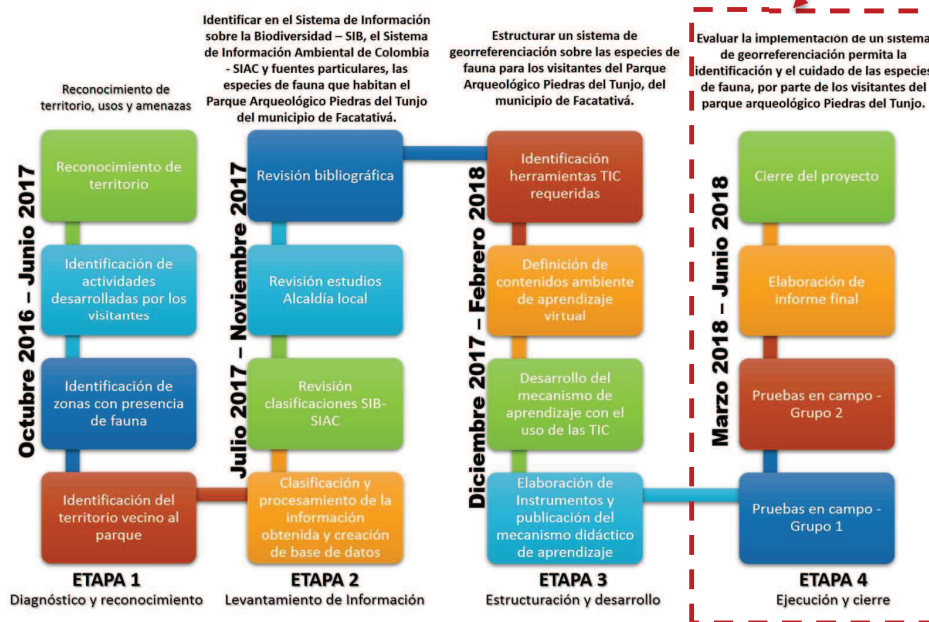 Reconocimiento de
territorio, usos y amenazas
Octubre 2016 – Junio 2017
Reconocimiento de
territorio
Identificación de
actividades
desarrolladas por los
visitantes
Identificación de
zonas con presencia
de fauna
Identificación del
territorio vecino al
parque
ETAPA 1
Diagnóstico y reconocimiento
Identificar en el Sistema de Información
sobre la Biodiversidad – SIB, el Sistema
de Información Ambiental de Colombia
- SIAC y fuentes particulares, las
especies de fauna que habitan el
Parque Arqueológico Piedras del Tunjo
del municipio de Facatativá.
Julio 2017 – Noviembre 2017
Revisión bibliográfica
Revisión estudios
Alcaldía local
Revisión
clasificaciones SIB-
SIAC
Clasificación y
procesamiento de la
información
obtenida y creación
de base de datos
ETAPA 2
Levantamiento de Información
Estructurar un sistema de
georreferenciación sobre las especies de
fauna para los visitantes del Parque
Arqueológico Piedras del Tunjo, del
municipio de Facatativá.
Diciembre 2017 – Febrero 2018
Identificación
herramientas TIC
requeridas
Definición de
contenidos ambiente
de aprendizaje
virtual
Desarrollo del
mecanismo de
aprendizaje con el
uso de las TIC
Elaboración de
Instrumentos y
publicación del
mecanismo didáctico
de aprendizaje
ETAPA 3
Estructuración y desarrollo
Evaluar la implementación de un sistema
de georreferenciación permita la
identificación y el cuidado de las especies
de fauna, por parte de los visitantes del
parque arqueológico Piedras del Tunjo.
Marzo 2018 – Junio 2018
Cierre del proyecto
Elaboración de
informe final
Pruebas en campo -
Grupo 2
Pruebas en campo -
Grupo 1
ETAPA 4
Ejecución y cierre